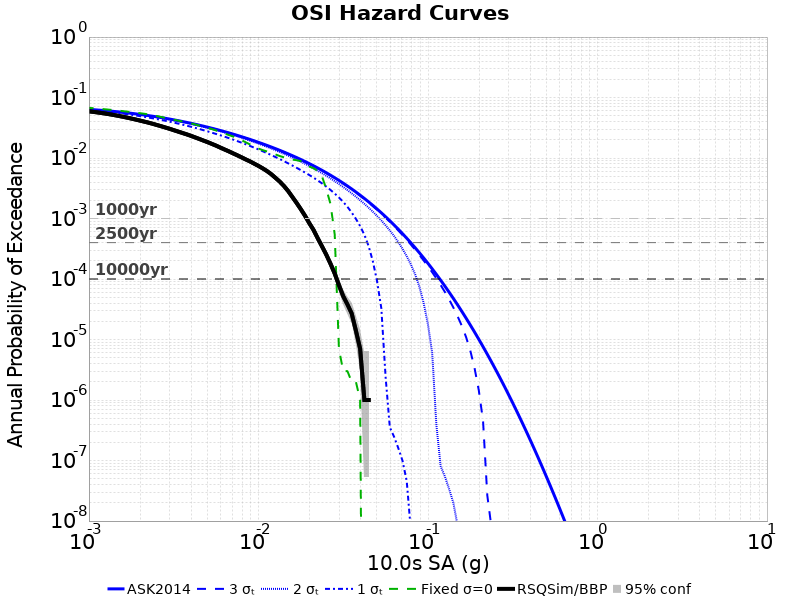 OSI Hazard Curves
Annual Probability of Exceedance
10^0
10^-1
10^-2
10^-3
10^-4
10^-5
10^-6
10^-7
10^-8
1000yr
2500yr
10000yr
10^-3 10^-2 10^-1 10^0 10^1
10.0s SA (g)
ASK2014 3 σₜ 2 σₜ 1 σₜ Fixed σ=0 RSQSim/BBP 95% conf